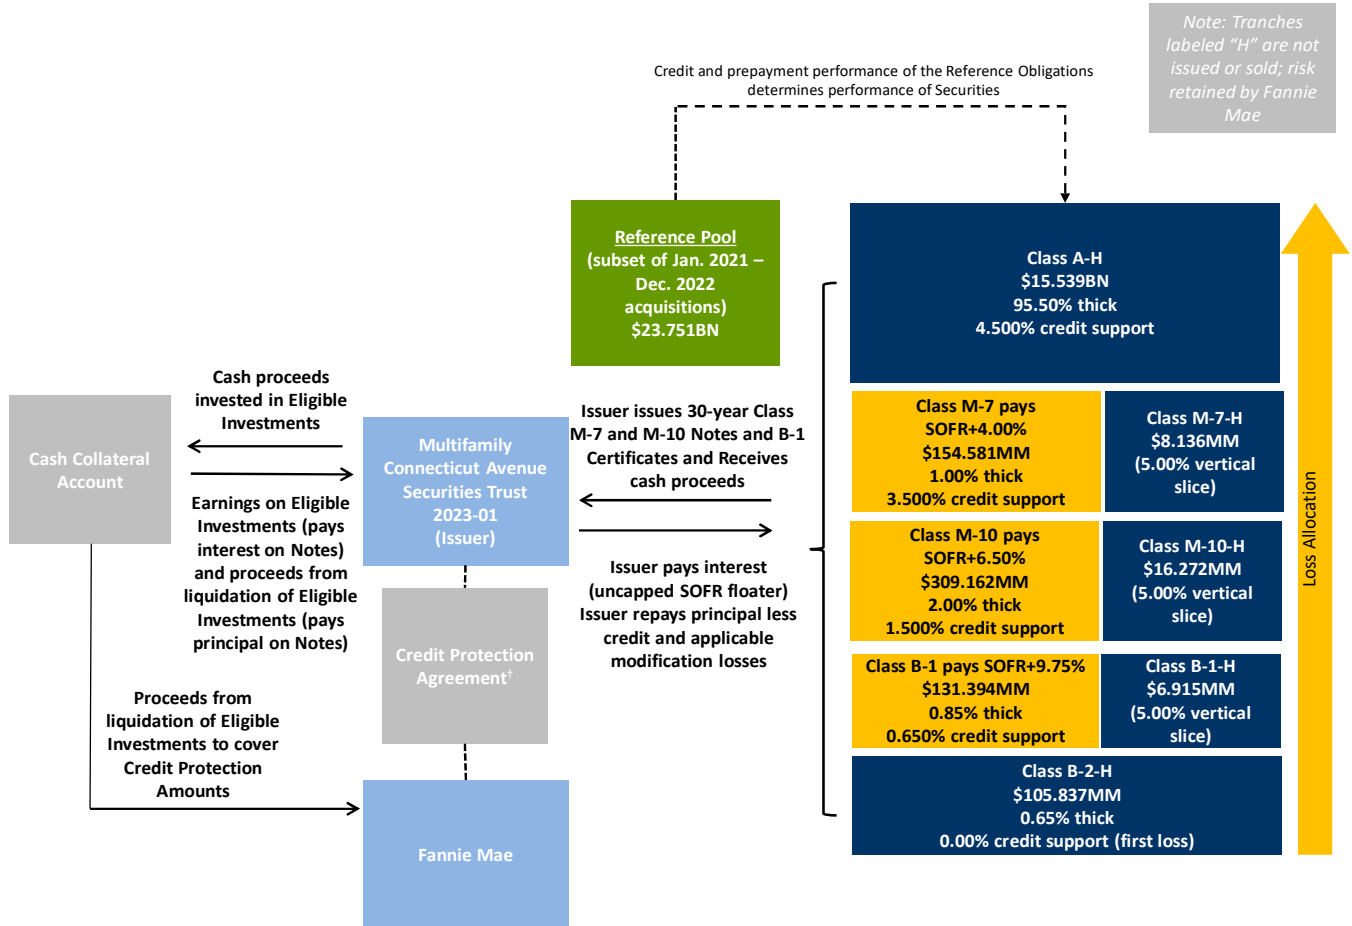 Note: Tranches
labeled “H” are not
issued or sold; risk
retained by Fannie
Mae
Credit and prepayment performance of the Reference Obligations
determines performance of Securities
Reference Pool
(subset of Jan. 2021 –
Dec. 2022
acquisitions)
$23.751BN
Class A-H
$15.539BN
95.50% thick
4.500% credit support
Cash proceeds
invested in Eligible
Investments
Cash Collateral
Account
Earnings on Eligible
Investments (pays
interest on Notes)
and proceeds from
liquidation of Eligible
Investments (pays
principal on Notes)
Multifamily
Connecticut Avenue
Securities Trust
2023-01
(Issuer)
Issuer issues 30-year Class
M-7 and M-10 Notes and B-1
Certificates and Receives
cash proceeds
Issuer pays interest
(uncapped SOFR floater)
Issuer repays principal less
credit and applicable
modification losses
Class M-7 pays
SOFR+4.00%
$154.581MM
1.00% thick
3.500% credit support
Class M-7-H
$8.136MM
(5.00% vertical
slice)
Class M-10 pays
SOFR+6.50%
$309.162MM
2.00% thick
1.500% credit support
Class M-10-H
$16.272MM
(5.00% vertical
slice)
Class B-1 pays SOFR+9.75%
$131.394MM
0.85% thick
0.650% credit support
Class B-1-H
$6.915MM
(5.00% vertical
slice)
Class B-2-H
$105.837MM
0.65% thick
0.00% credit support (first loss)
Loss Allocation
Credit Protection
Agreement†
Proceeds from
liquidation of Eligible
Investments to cover
Credit Protection
Amounts
Fannie Mae